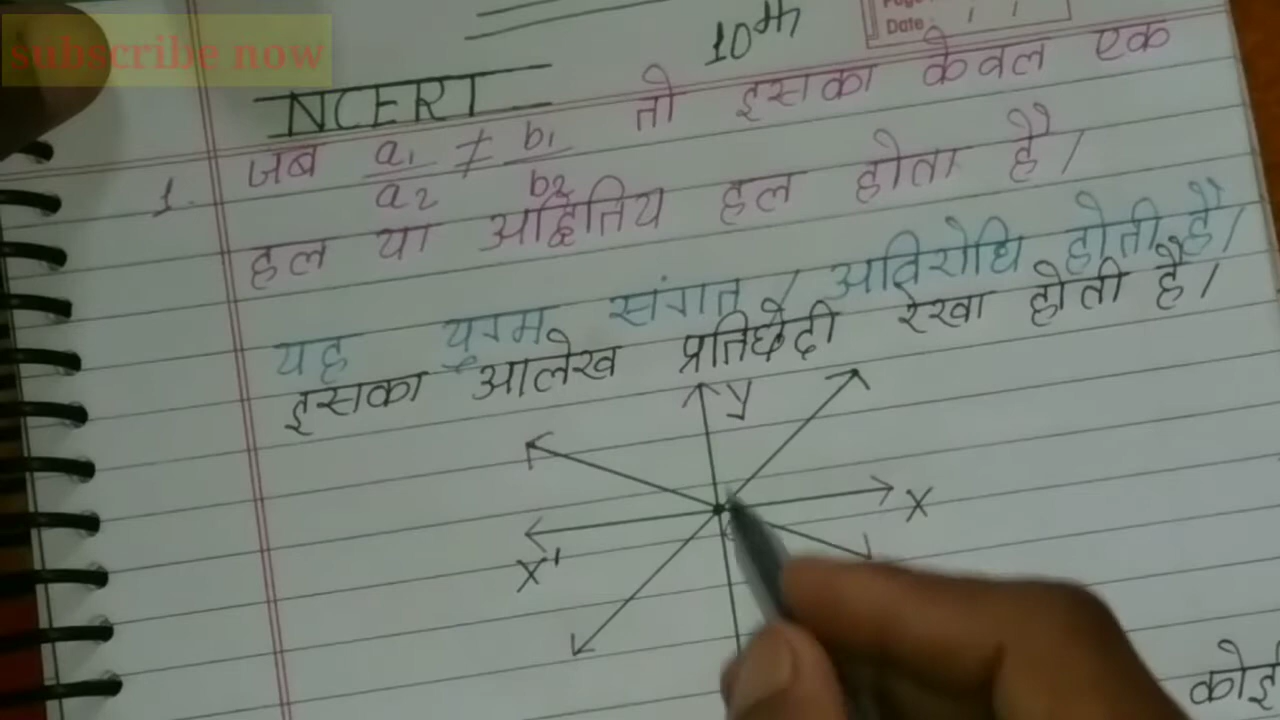 subscribe now
10th
Page
Date:
NCERT
1. जब a₁/a₂ ≠ b₁/b₂ तो इसका केवल एक
हल या अद्वितिय हल होता है।
यह युग्म संगत / अविरोधि होती है।
इसका आलेख प्रतिछेदी रेखा होती है।
y
X
X'
कोई